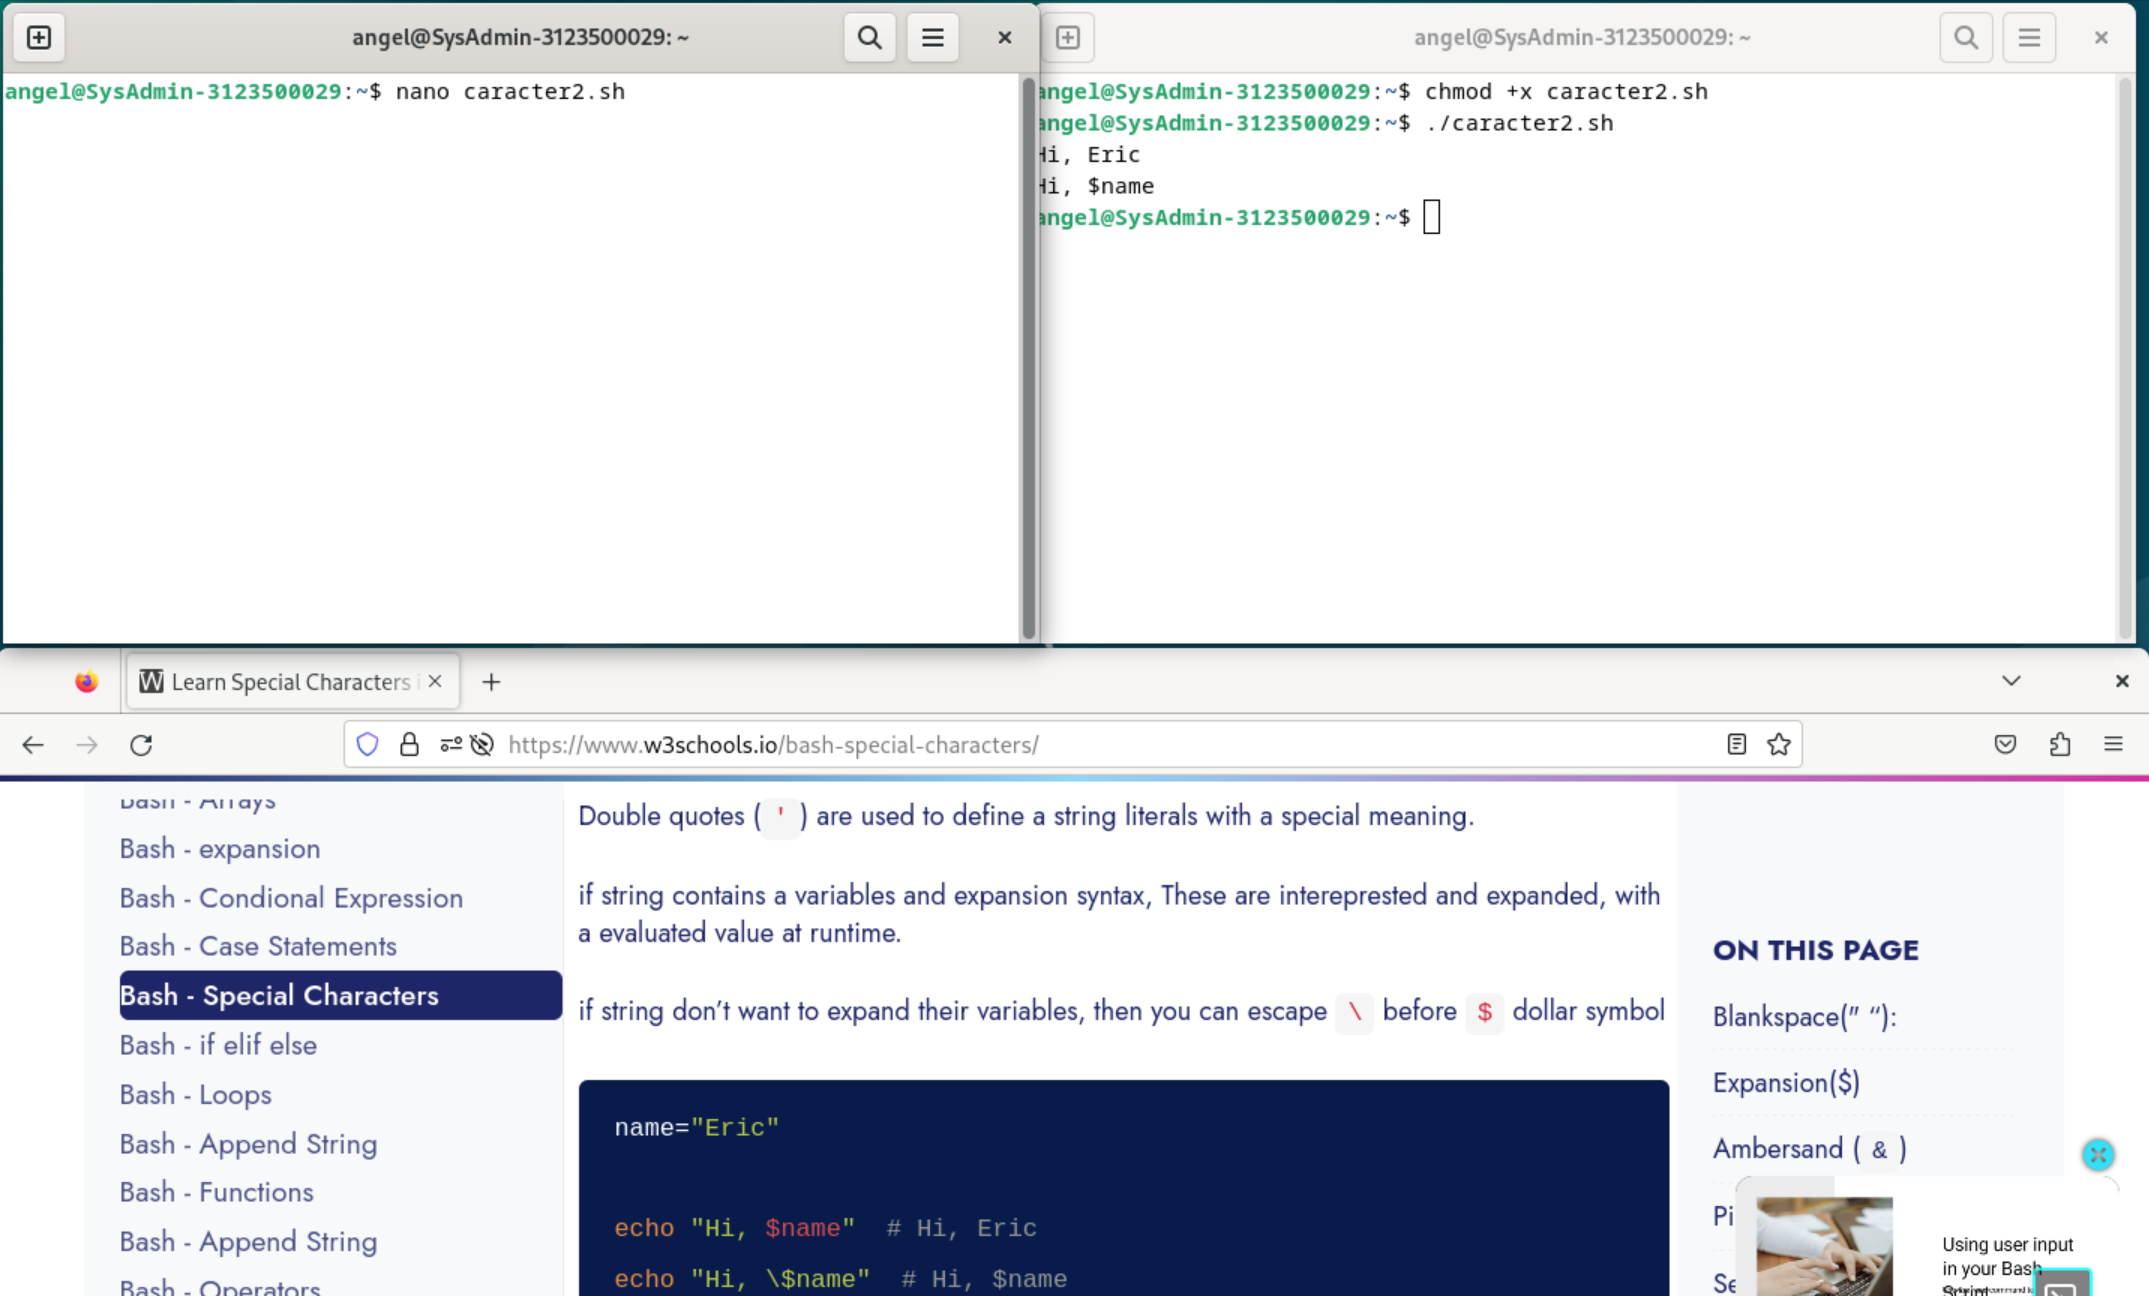 angel@SysAdmin-3123500029: ~
angel@SysAdmin-3123500029:~$ nano caracter2.sh
angel@SysAdmin-3123500029: ~
angel@SysAdmin-3123500029:~$ chmod +x caracter2.sh
angel@SysAdmin-3123500029:~$ ./caracter2.sh
Hi, Eric
Hi, $name
angel@SysAdmin-3123500029:~$
Learn Special Characters i
https://www.w3schools.io/bash-special-characters/
Bash - Arrays
Bash - expansion
Bash - Condional Expression
Bash - Case Statements
Bash - Special Characters
Bash - if elif else
Bash - Loops
Bash - Append String
Bash - Functions
Bash - Append String
Bash - Operators
Double quotes ( ' ) are used to define a string literals with a special meaning.
if string contains a variables and expansion syntax, These are intereprested and expanded, with
a evaluated value at runtime.
if string don’t want to expand their variables, then you can escape \ before $ dollar symbol
name="Eric"
echo "Hi, $name"  # Hi, Eric
echo "Hi, \$name"  # Hi, $name
ON THIS PAGE
Blankspace(” “):
Expansion($)
Ambersand ( & )
Pi
Se
Using user input
in your Bash
Script